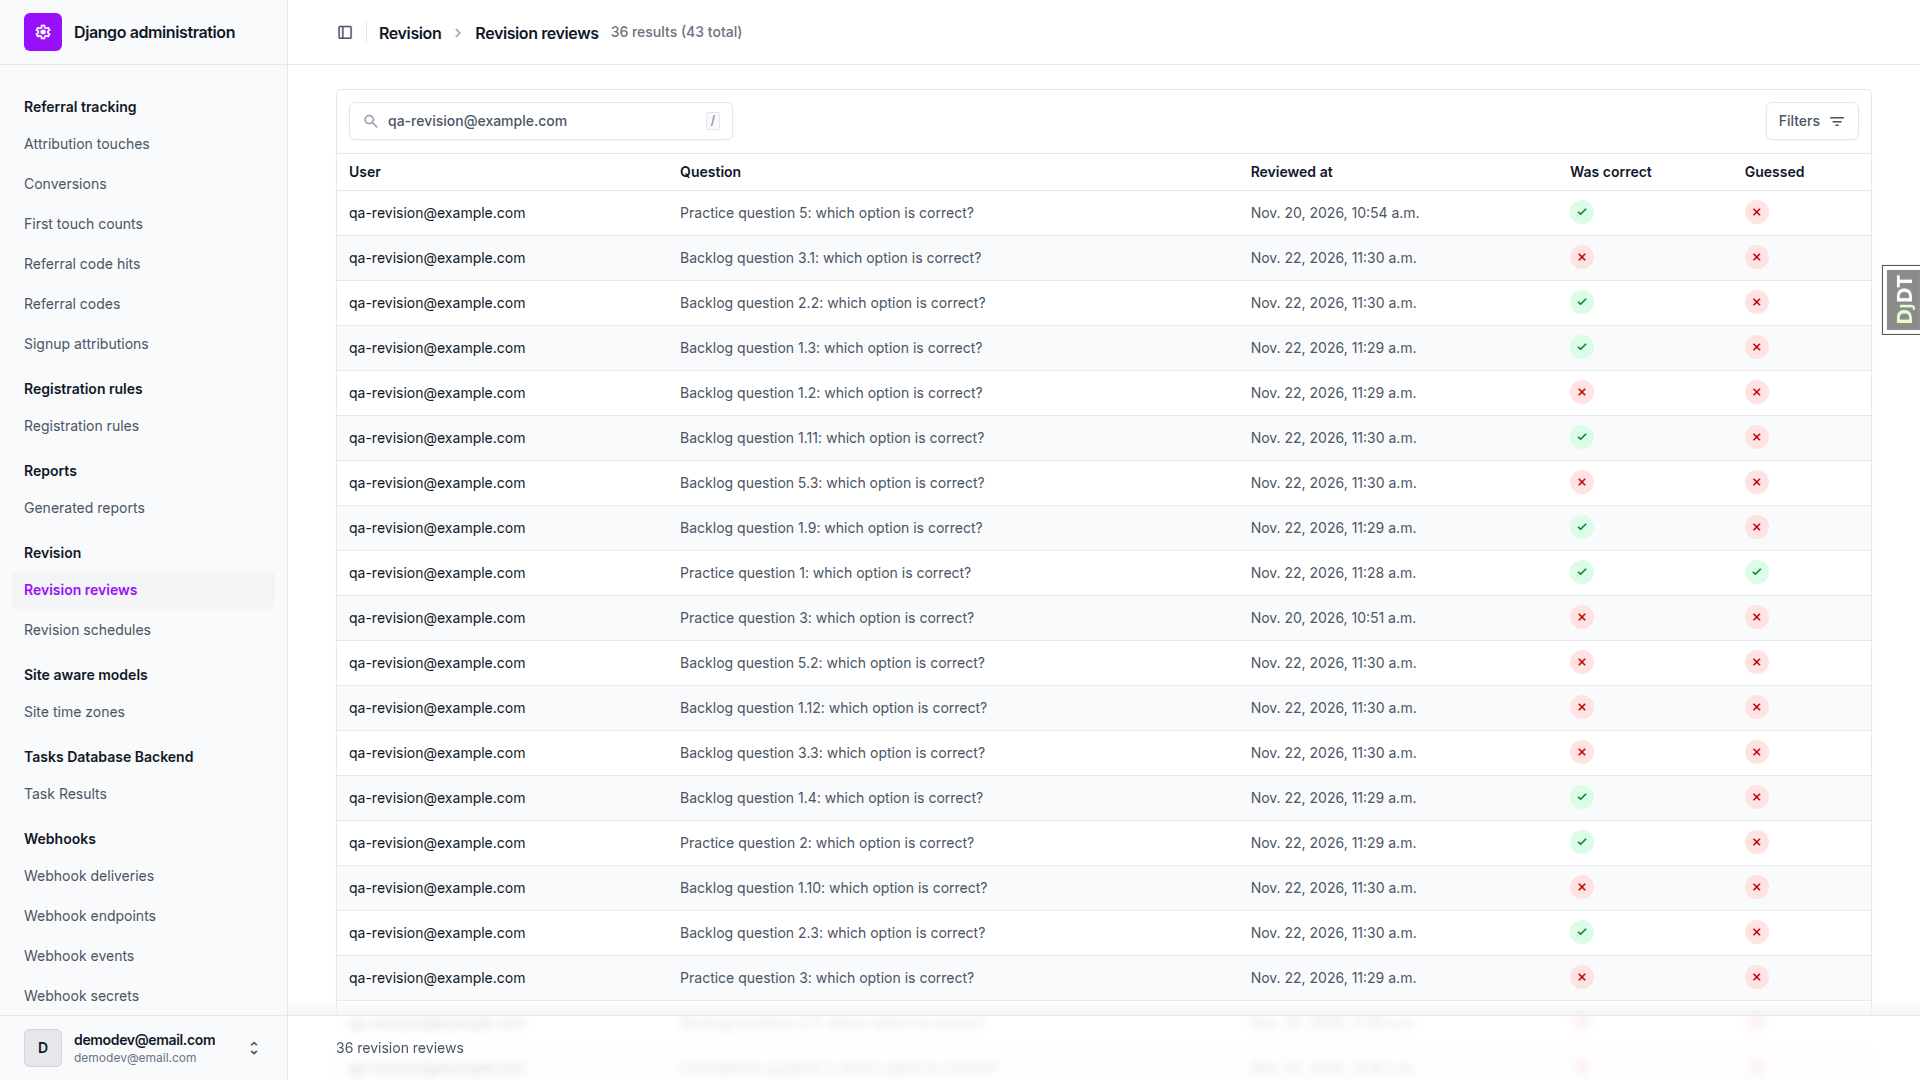 Django administration
Referral tracking
Attribution touches
Conversions
First touch counts
Referral code hits
Referral codes
Signup attributions
Registration rules
Registration rules
Reports
Generated reports
Revision
Revision reviews
Revision schedules
Site aware models
Site time zones
Tasks Database Backend
Task Results
Webhooks
Webhook deliveries
Webhook endpoints
Webhook events
Webhook secrets
D
demodev@email.com
demodev@email.com
Revision > Revision reviews 36 results (43 total)
qa-revision@example.com /
Filters
User Question Reviewed at Was correct Guessed
qa-revision@example.com Practice question 5: which option is correct? Nov. 20, 2026, 10:54 a.m.
qa-revision@example.com Backlog question 3.1: which option is correct? Nov. 22, 2026, 11:30 a.m.
qa-revision@example.com Backlog question 2.2: which option is correct? Nov. 22, 2026, 11:30 a.m.
qa-revision@example.com Backlog question 1.3: which option is correct? Nov. 22, 2026, 11:29 a.m.
qa-revision@example.com Backlog question 1.2: which option is correct? Nov. 22, 2026, 11:29 a.m.
qa-revision@example.com Backlog question 1.11: which option is correct? Nov. 22, 2026, 11:30 a.m.
qa-revision@example.com Backlog question 5.3: which option is correct? Nov. 22, 2026, 11:30 a.m.
qa-revision@example.com Backlog question 1.9: which option is correct? Nov. 22, 2026, 11:29 a.m.
qa-revision@example.com Practice question 1: which option is correct? Nov. 22, 2026, 11:28 a.m.
qa-revision@example.com Practice question 3: which option is correct? Nov. 20, 2026, 10:51 a.m.
qa-revision@example.com Backlog question 5.2: which option is correct? Nov. 22, 2026, 11:30 a.m.
qa-revision@example.com Backlog question 1.12: which option is correct? Nov. 22, 2026, 11:30 a.m.
qa-revision@example.com Backlog question 3.3: which option is correct? Nov. 22, 2026, 11:30 a.m.
qa-revision@example.com Backlog question 1.4: which option is correct? Nov. 22, 2026, 11:29 a.m.
qa-revision@example.com Practice question 2: which option is correct? Nov. 22, 2026, 11:29 a.m.
qa-revision@example.com Backlog question 1.10: which option is correct? Nov. 22, 2026, 11:30 a.m.
qa-revision@example.com Backlog question 2.3: which option is correct? Nov. 22, 2026, 11:30 a.m.
qa-revision@example.com Practice question 3: which option is correct? Nov. 22, 2026, 11:29 a.m.
36 revision reviews
DjDT